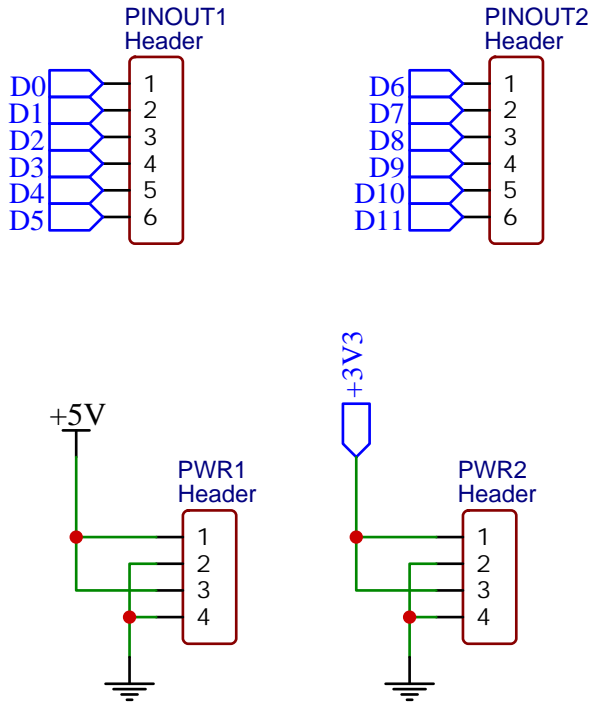 PINOUT1
Header
D0 1
D1 2
D2 3
D3 4
D4 5
D5 6
PINOUT2
Header
D6 1
D7 2
D8 3
D9 4
D10 5
D11 6
+5V
PWR1
Header
1
2
3
4
+3V3
PWR2
Header
1
2
3
4